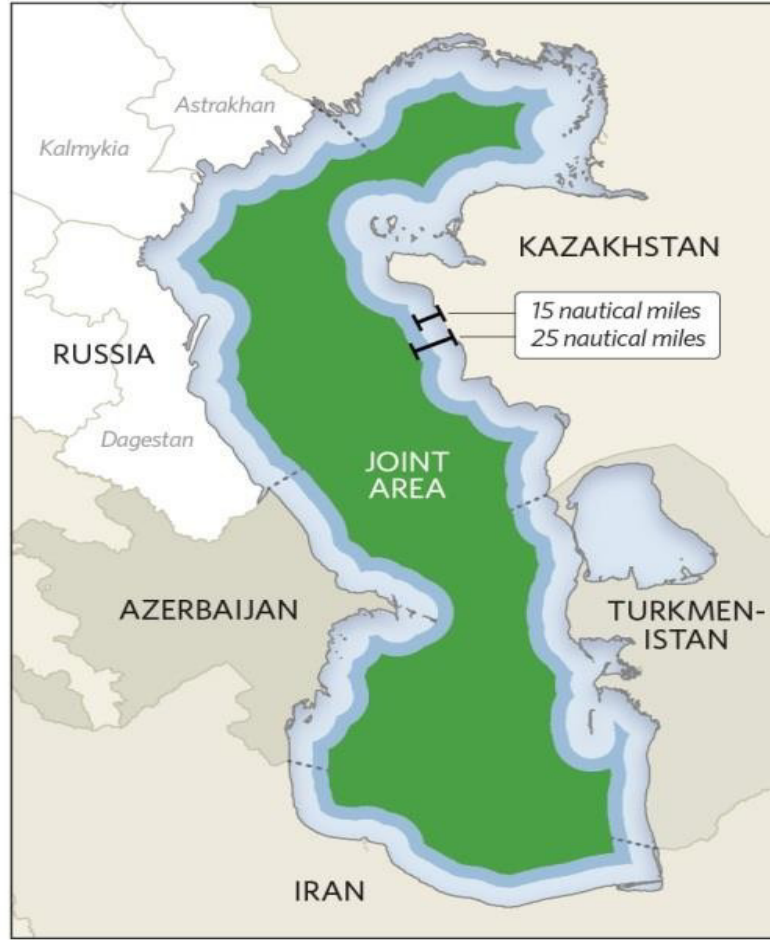 Astrakhan
Kalmykia
KAZAKHSTAN
15 nautical miles
25 nautical miles
RUSSIA
Dagestan
JOINT
AREA
AZERBAIJAN
TURKMEN-
ISTAN
IRAN